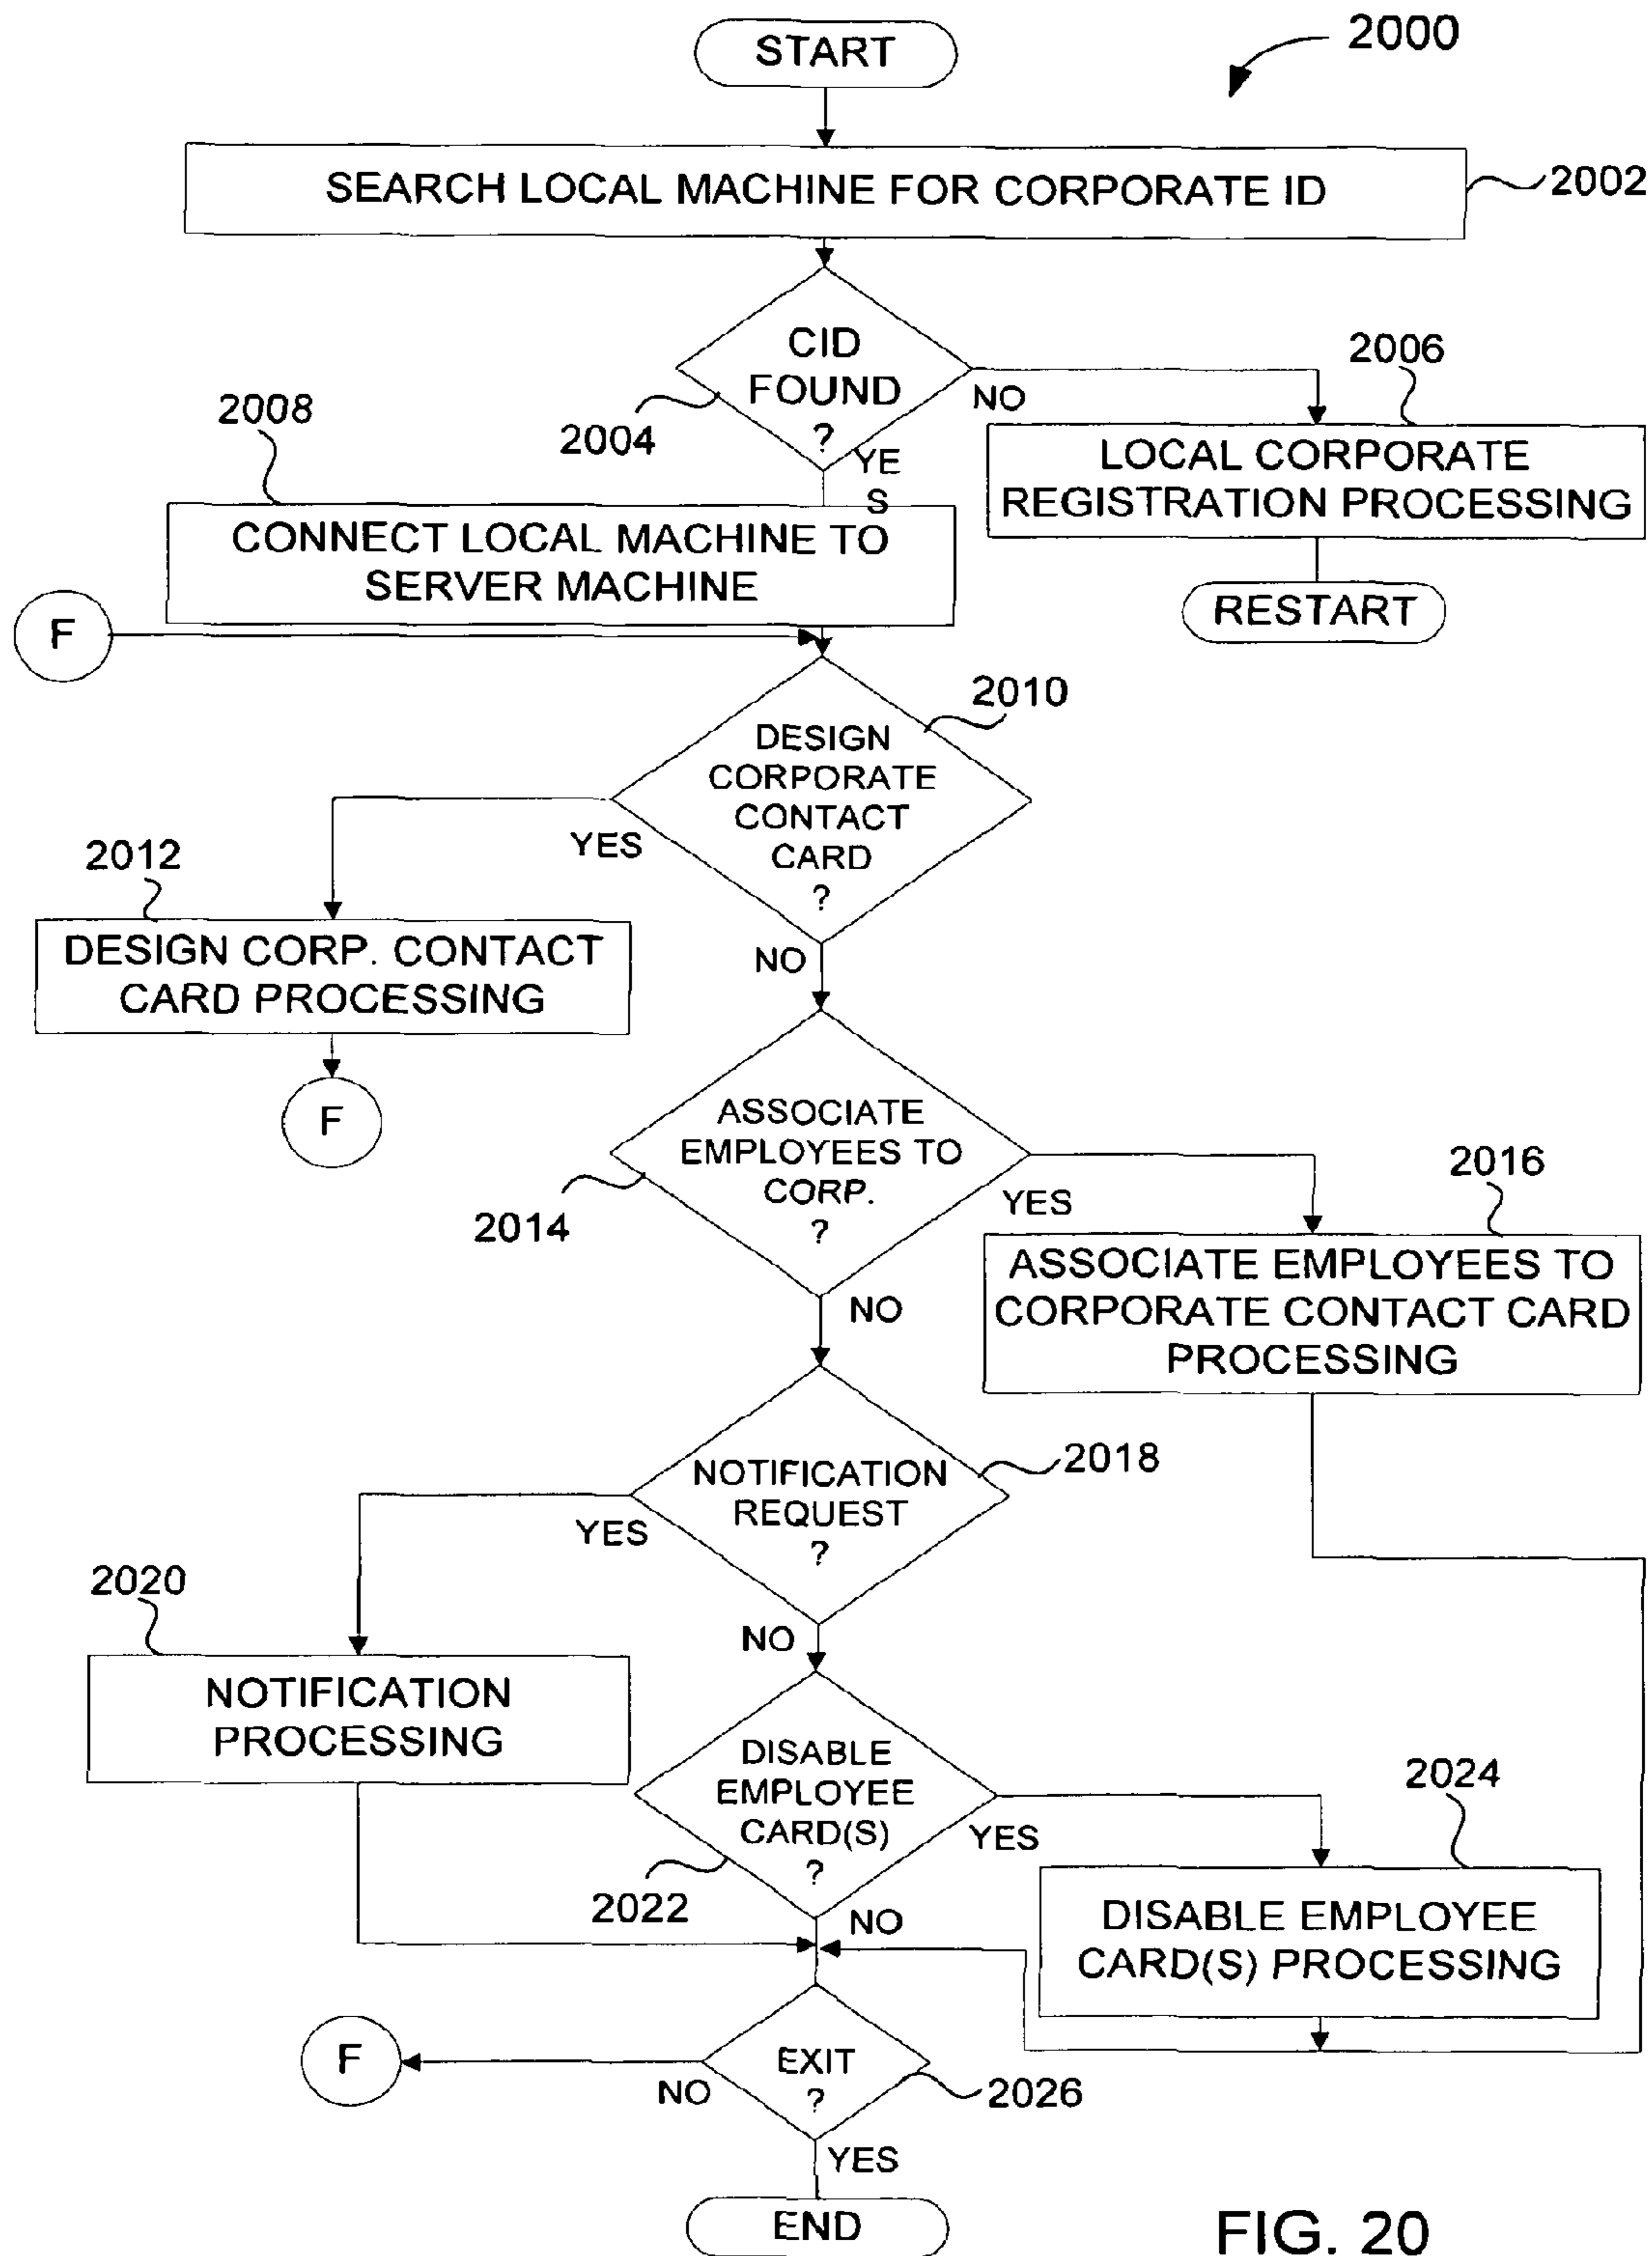 START
2000
SEARCH LOCAL MACHINE FOR CORPORATE ID
2002
CID
FOUND
?
2004
NO
YE
S
2006
LOCAL CORPORATE
REGISTRATION PROCESSING
RESTART
2008
CONNECT LOCAL MACHINE TO
SERVER MACHINE
F
2010
DESIGN
CORPORATE
CONTACT
CARD
?
YES
NO
2012
DESIGN CORP. CONTACT
CARD PROCESSING
F
ASSOCIATE
EMPLOYEES TO
CORP.
?
2014
YES
NO
2016
ASSOCIATE EMPLOYEES TO
CORPORATE CONTACT CARD
PROCESSING
NOTIFICATION
REQUEST
?
2018
YES
NO
2020
NOTIFICATION
PROCESSING
DISABLE
EMPLOYEE
CARD(S)
?
2022
YES
NO
2024
DISABLE EMPLOYEE
CARD(S) PROCESSING
F
NO
EXIT
?
2026
YES
END
FIG. 20